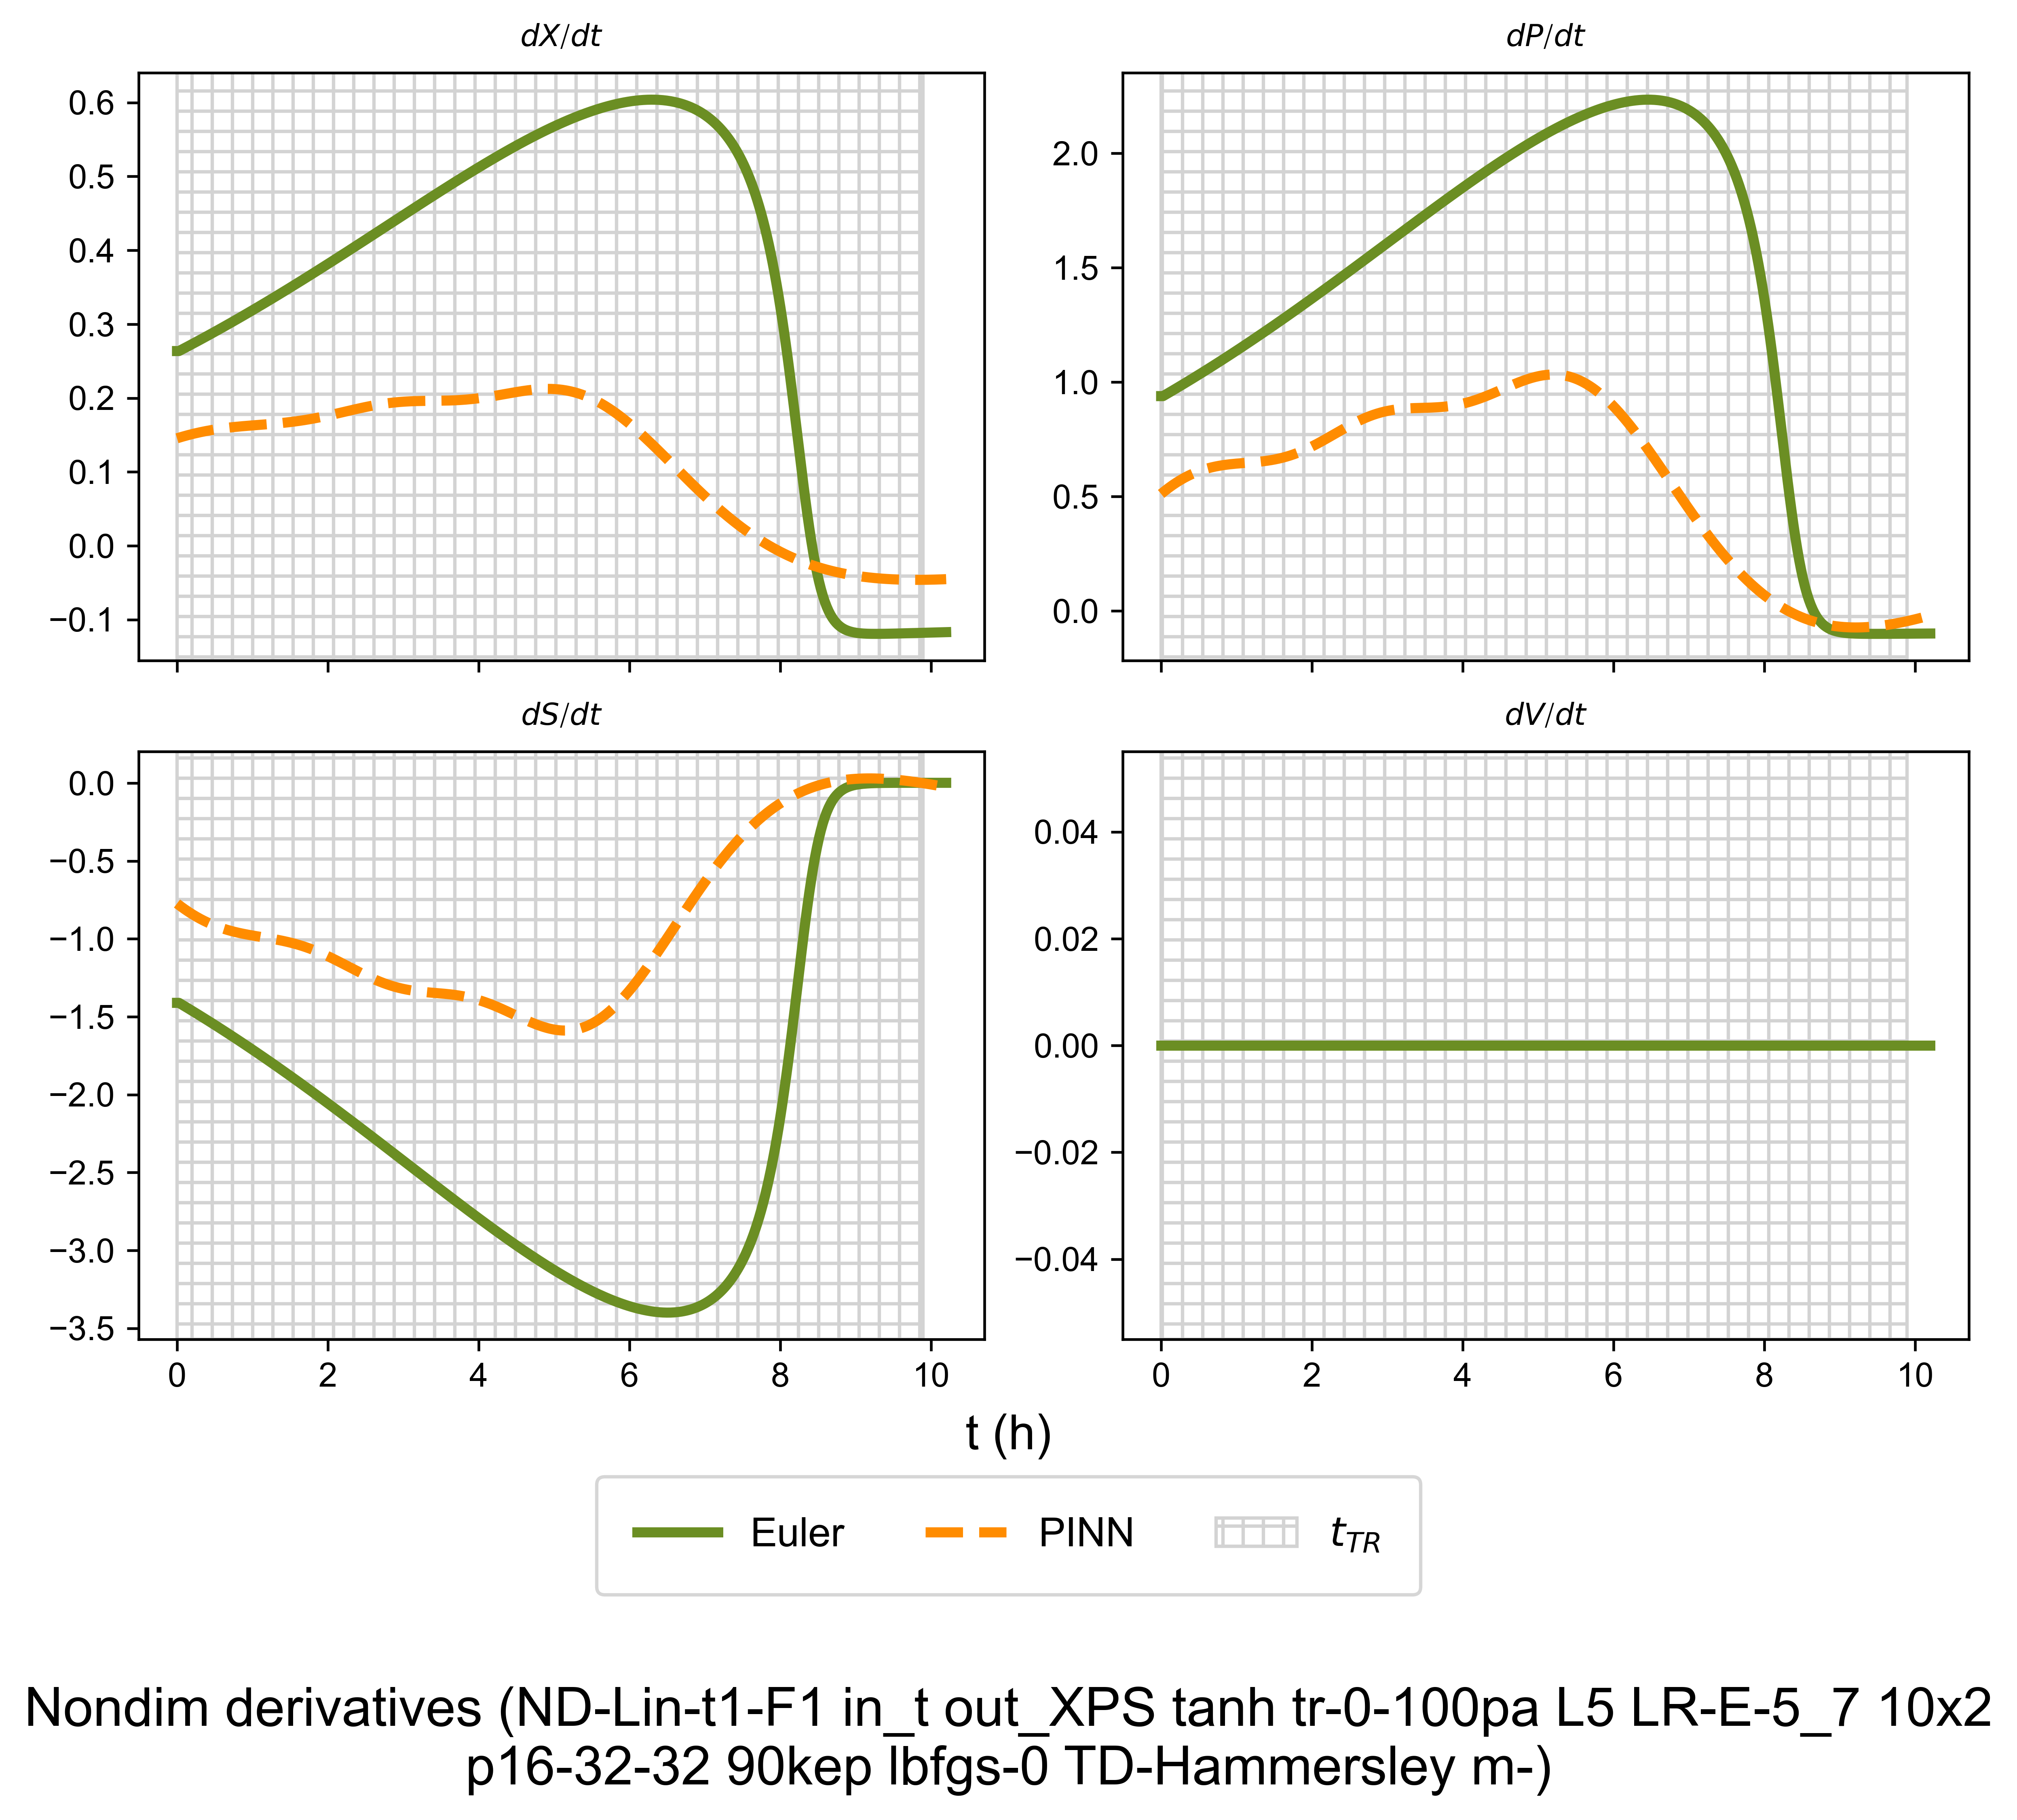 dX/dt
dP/dt
0.6
0.5
0.4
0.3
0.2
0.1
0.0
−0.1
2.0
1.5
1.0
0.5
0.0
dS/dt
dV/dt
0.0
−0.5
−1.0
−1.5
−2.0
−2.5
−3.0
−3.5
0 2 4 6 8 10
0.04
0.02
0.00
−0.02
−0.04
0 2 4 6 8 10
t (h)
Euler PINN t_TR
Nondim derivatives (ND-Lin-t1-F1 in_t out_XPS tanh tr-0-100pa L5 LR-E-5_7 10x2
p16-32-32 90kep lbfgs-0 TD-Hammersley m-)